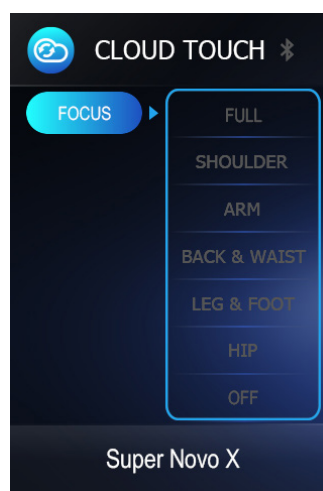 CLOUD TOUCH
FOCUS
FULL
SHOULDER
ARM
BACK & WAIST
LEG & FOOT
HIP
OFF
Super Novo X